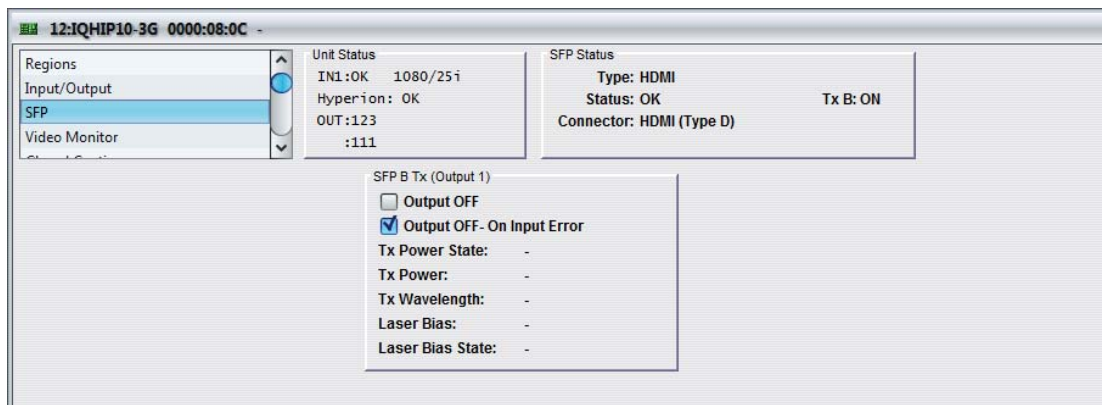 12:IQHIP10-3G 0000:08:0C -
Regions
Input/Output
SFP
Video Monitor
Unit Status
IN1:OK 1080/25i
Hyperion: OK
OUT:123
:111
SFP Status
Type: HDMI
Status: OK Tx B: ON
Connector: HDMI (Type D)
SFP B Tx (Output 1)
Output OFF
Output OFF- On Input Error
Tx Power State: -
Tx Power: -
Tx Wavelength: -
Laser Bias: -
Laser Bias State: -